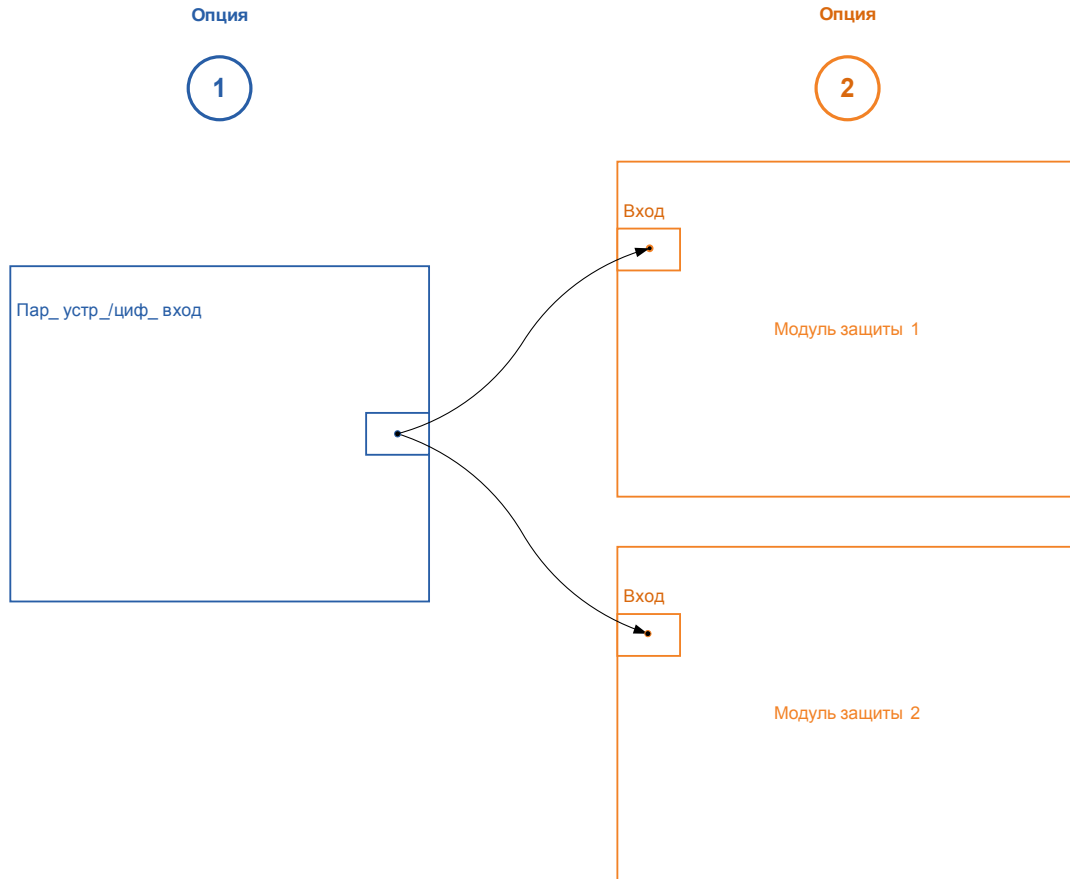 Опция
Опция
1
2
Вход
Пар_ устр_/циф_ вход
Модуль защиты 1
Вход
Модуль защиты 2